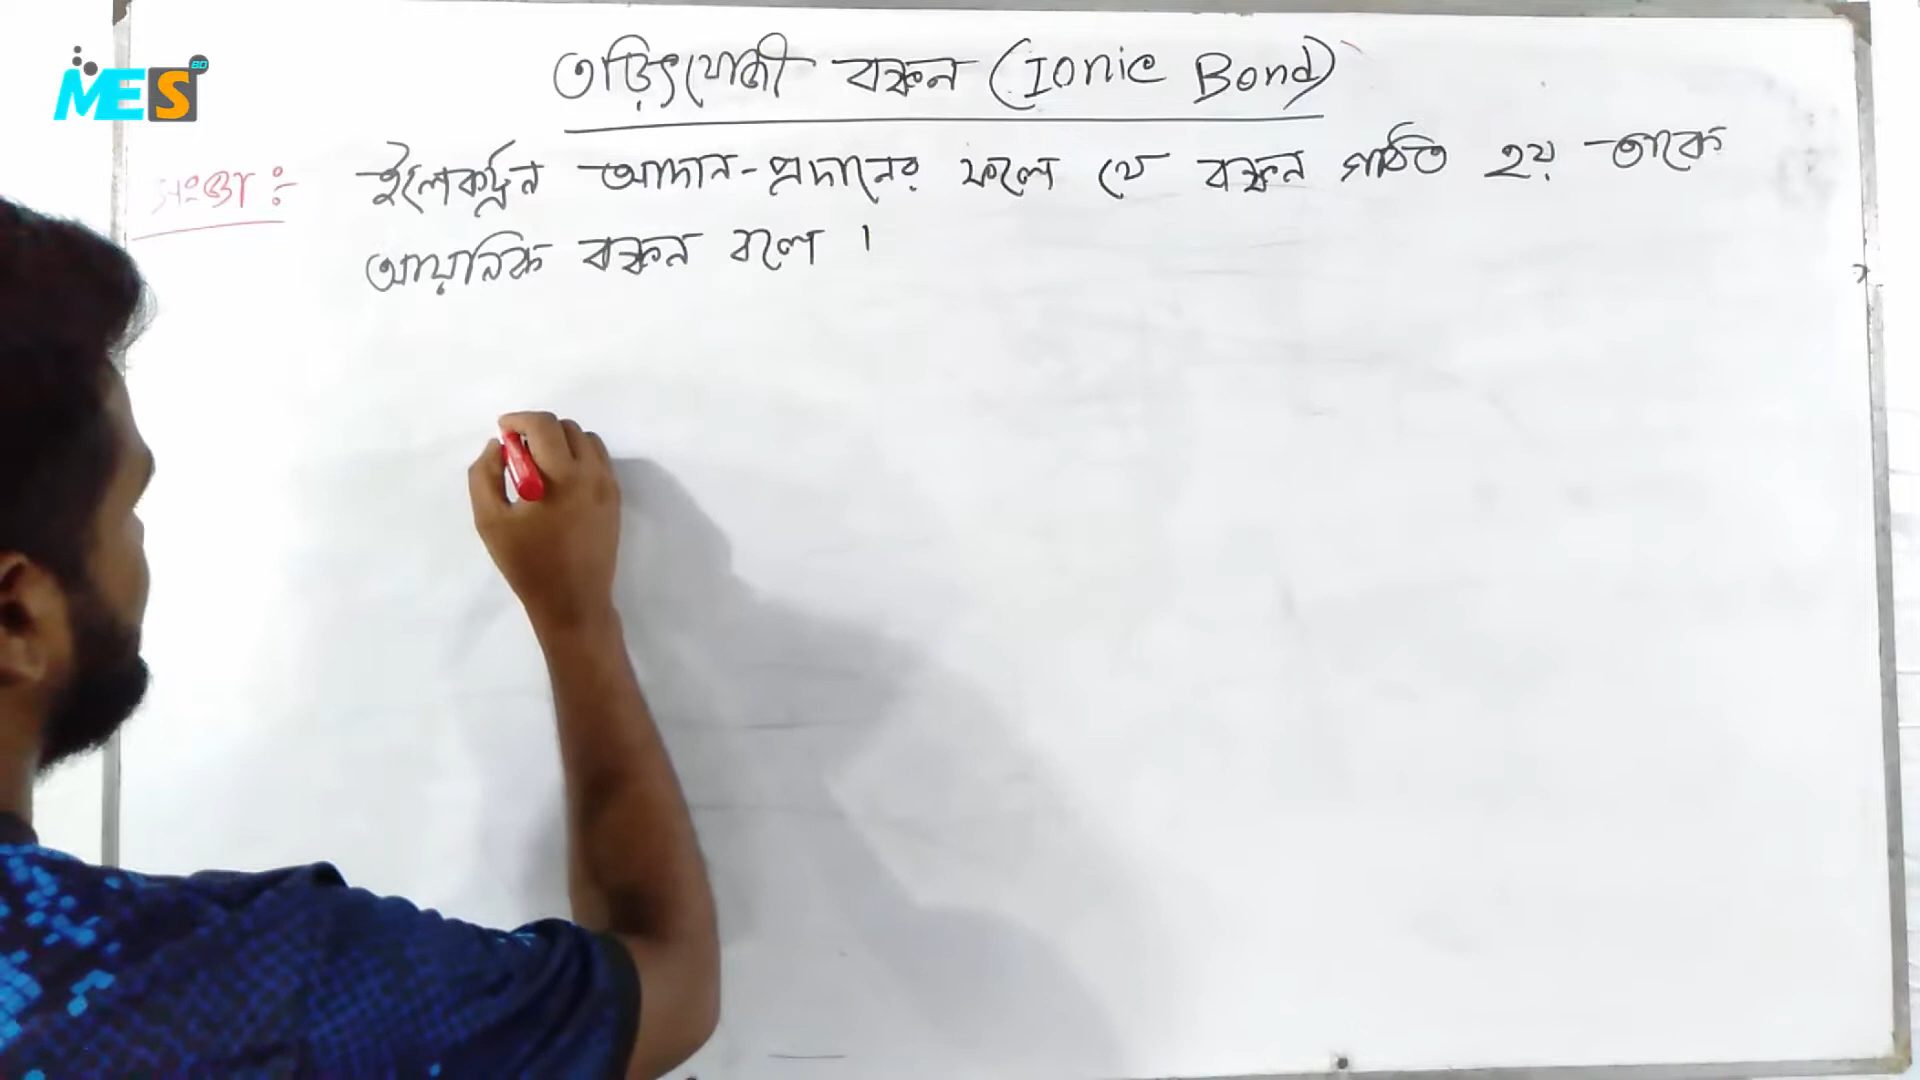 MES BD
তড়িৎযোজী বন্ধন (Ionic Bond)
সংজ্ঞা :- ইলেকট্রন আদান-প্রদানের ফলে যে বন্ধন গঠিত হয় তাকে
আয়নিক বন্ধন বলে ।